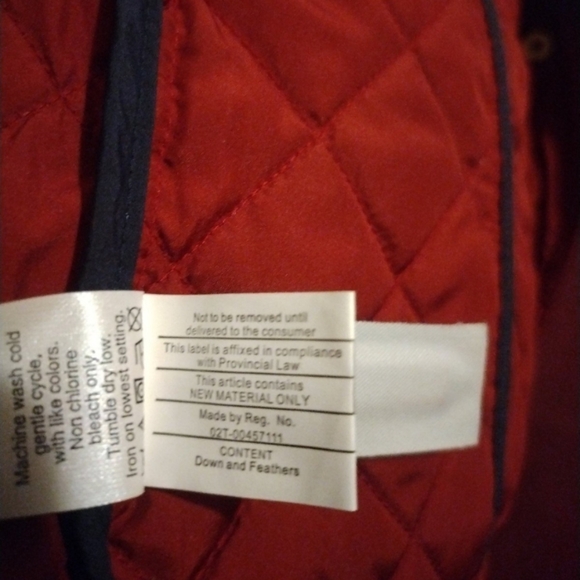 Machine wash cold
gentle cycle,
with like colors.
Non chlorine
bleach only.
Tumble dry low.
Iron on lowest setting.
Not to be removed until
delivered to the consumer
This label is affixed in compliance
with Provincial Law
This article contains
NEW MATERIAL ONLY
Made by Reg. No.
02T-00457111
CONTENT
Down and Feathers